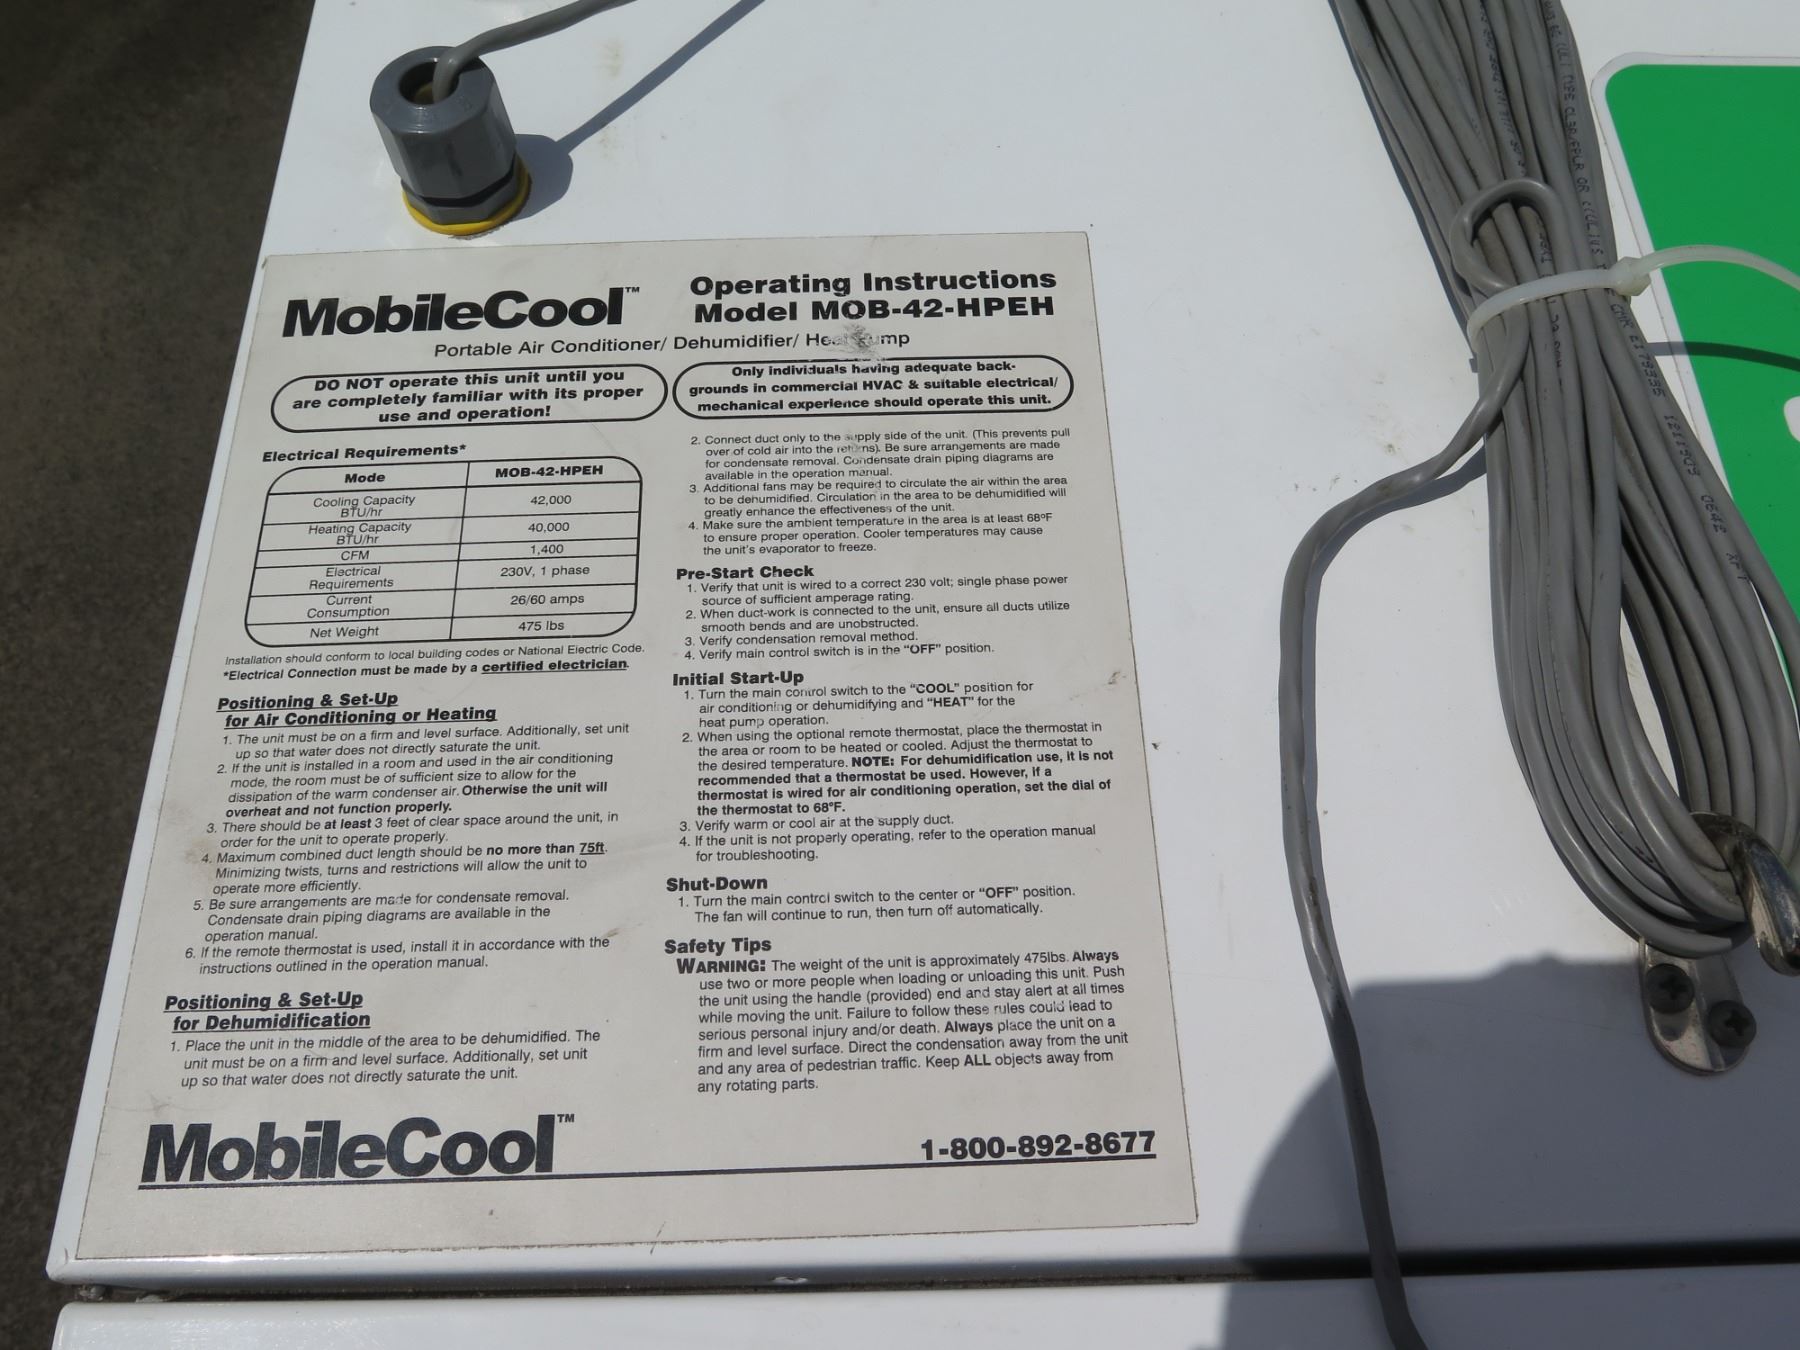 MobileCool™
Operating Instructions
Model MOB-42-HPEH
Portable Air Conditioner/ Dehumidifier/ Heat Pump
DO NOT operate this unit until you
are completely familiar with its proper
use and operation!
Only individuals having adequate back-
grounds in commercial HVAC & suitable electrical/
mechanical experience should operate this unit.
Electrical Requirements*
Mode MOB-42-HPEH
Cooling Capacity
BTU/hr
42,000
Heating Capacity
BTU/hr
40,000
CFM 1,400
Electrical
Requirements
230V, 1 phase
Current
Consumption
26/60 amps
Net Weight 475 lbs
Installation should conform to local building codes or National Electric Code.
*Electrical Connection must be made by a certified electrician.
Positioning & Set-Up
for Air Conditioning or Heating
1. The unit must be on a firm and level surface. Additionally, set unit
up so that water does not directly saturate the unit.
2. If the unit is installed in a room and used in the air conditioning
mode, the room must be of sufficient size to allow for the
dissipation of the warm condenser air. Otherwise the unit will
overheat and not function properly.
3. There should be at least 3 feet of clear space around the unit, in
order for the unit to operate properly.
4. Maximum combined duct length should be no more than 75ft.
Minimizing twists, turns and restrictions will allow the unit to
operate more efficiently.
5. Be sure arrangements are made for condensate removal.
Condensate drain piping diagrams are available in the
operation manual.
6. If the remote thermostat is used, install it in accordance with the
instructions outlined in the operation manual.
Positioning & Set-Up
for Dehumidification
1. Place the unit in the middle of the area to be dehumidified. The
unit must be on a firm and level surface. Additionally, set unit
up so that water does not directly saturate the unit.
2. Connect duct only to the supply side of the unit. (This prevents pull
over of cold air into the returns). Be sure arrangements are made
for condensate removal. Condensate drain piping diagrams are
available in the operation manual.
3. Additional fans may be required to circulate the air within the area
to be dehumidified. Circulation in the area to be dehumidified will
greatly enhance the effectiveness of the unit.
4. Make sure the ambient temperature in the area is at least 68°F
to ensure proper operation. Cooler temperatures may cause
the unit's evaporator to freeze.
Pre-Start Check
1. Verify that unit is wired to a correct 230 volt; single phase power
source of sufficient amperage rating.
2. When duct-work is connected to the unit, ensure all ducts utilize
smooth bends and are unobstructed.
3. Verify condensation removal method.
4. Verify main control switch is in the "OFF" position.
Initial Start-Up
1. Turn the main control switch to the "COOL" position for
air conditioning or dehumidifying and "HEAT" for the
heat pump operation.
2. When using the optional remote thermostat, place the thermostat in
the area or room to be heated or cooled. Adjust the thermostat to
the desired temperature. NOTE: For dehumidification use, it is not
recommended that a thermostat be used. However, if a
thermostat is wired for air conditioning operation, set the dial of
the thermostat to 68°F.
3. Verify warm or cool air at the supply duct.
4. If the unit is not properly operating, refer to the operation manual
for troubleshooting.
Shut-Down
1. Turn the main control switch to the center or "OFF" position.
The fan will continue to run, then turn off automatically.
Safety Tips
WARNING: The weight of the unit is approximately 475lbs. Always
use two or more people when loading or unloading this unit. Push
the unit using the handle (provided) end and stay alert at all times
while moving the unit. Failure to follow these rules could lead to
serious personal injury and/or death. Always place the unit on a
firm and level surface. Direct the condensation away from the unit
and any area of pedestrian traffic. Keep ALL objects away from
any rotating parts.
MobileCool™
1-800-892-8677